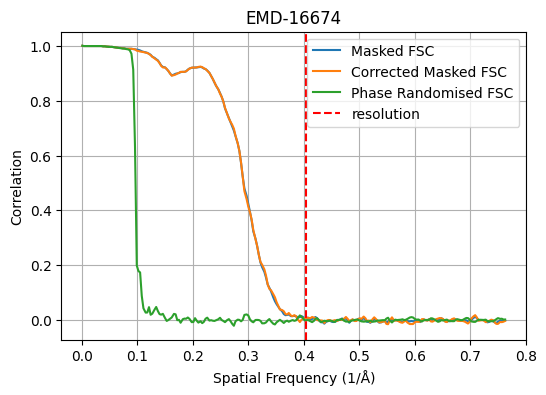 EMD-16674
Masked FSC
Corrected Masked FSC
Phase Randomised FSC
resolution
Correlation
1.0
0.8
0.6
0.4
0.2
0.0
0.0 0.1 0.2 0.3 0.4 0.5 0.6 0.7 0.8
Spatial Frequency (1/Å)